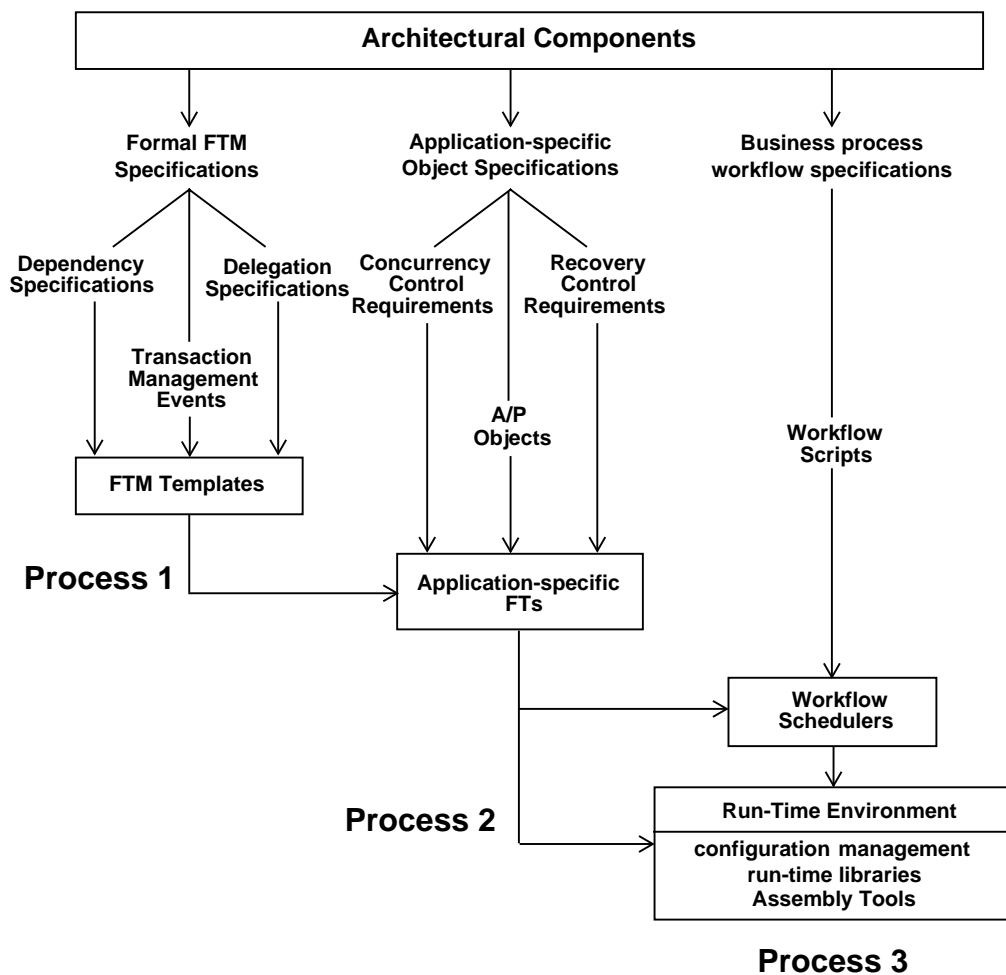 Architectural Components
Formal FTM
Specifications
Application-specific
Object Specifications
Business process
workflow specifications
Dependency
Specifications
Delegation
Specifications
Concurrency
Control
Requirements
Recovery
Control
Requirements
Transaction
Management
Events
A/P
Objects
Workflow
Scripts
FTM Templates
Process 1
Application-specific
FTs
Workflow
Schedulers
Process 2
Run-Time Environment
configuration management
run-time libraries
Assembly Tools
Process 3